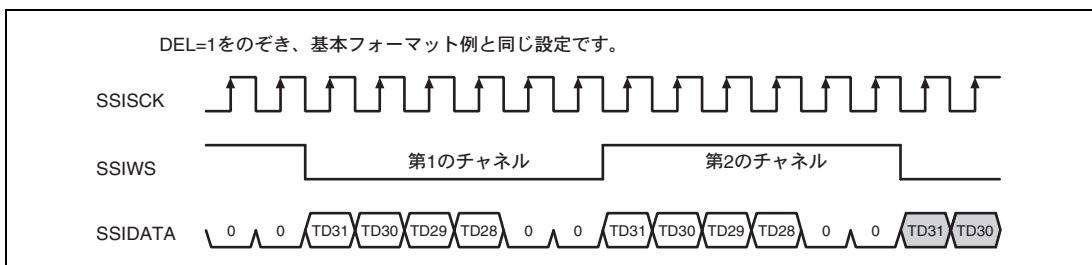 DEL=1をのぞき、基本フォーマット例と同じ設定です。
SSISCK
SSIWS 第1のチャネル 第2のチャネル
SSIDATA 0 0 TD31 TD30 TD29 TD28 0 0 TD31 TD30 TD29 TD28 0 0 TD31 TD30